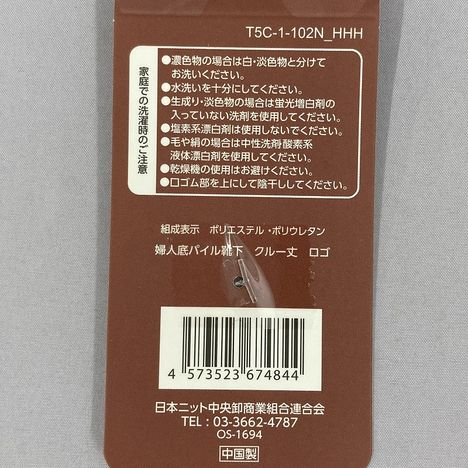 T5C-1-102N_HHH
家庭での洗濯時のご注意
●濃色物の場合は白・淡色物と分けて
お洗いください。
●水洗いを十分にしてください。
●生成り・淡色物の場合は蛍光増白剤の
入っていない洗剤を使用してください。
●塩素系漂白剤は使用しないでください。
●毛や絹の場合は中性洗剤・酸素系
液体漂白剤を使用してください。
●乾燥機の使用はお避けください。
●口ゴム部を上にして陰干ししてください。
組成表示 ポリエステル・ポリウレタン
婦人底パイル靴下 クルー丈 ロゴ
4 573523 674844
日本ニット中央卸商業組合連合会
TEL : 03-3662-4787
OS-1694
中国製